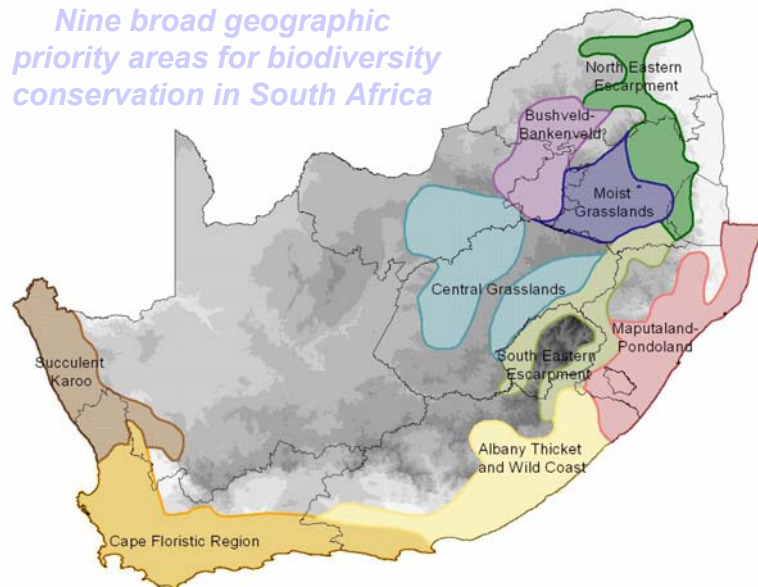 Nine broad geographic
priority areas for biodiversity
conservation in South Africa
North Eastern
Escarpment
Bushveld-
Bankenveld
Moist
Grasslands
Central Grasslands
Maputaland-
Pondoland
South Eastern
Escarpment
Succulent
Karoo
Albany Thicket
and Wild Coast
Cape Floristic Region